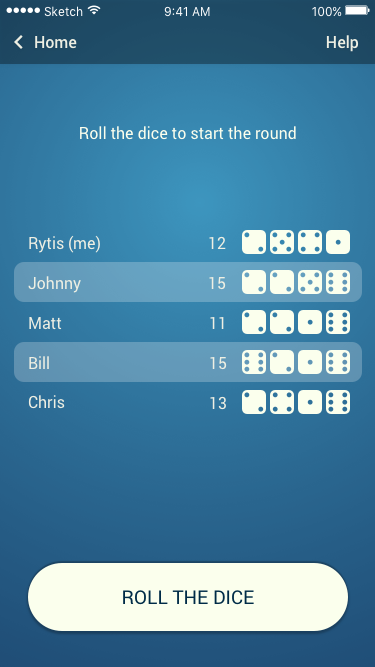 Sketch 9:41 AM 100%
Home Help
Roll the dice to start the round
Rytis (me) 12
Johnny 15
Matt 11
Bill 15
Chris 13
ROLL THE DICE